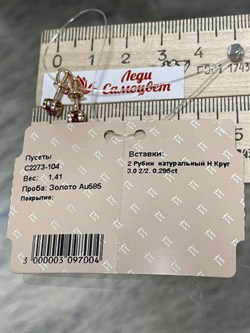 Леди
Самоцвет
Пусеты
С2273-104
Вес: 1,41
Проба: Золото Au585
Покрытие:
3 000003 097004
Вставки:
2 Рубин натуральный Н Круг
3.0 2/2, 0.296ct